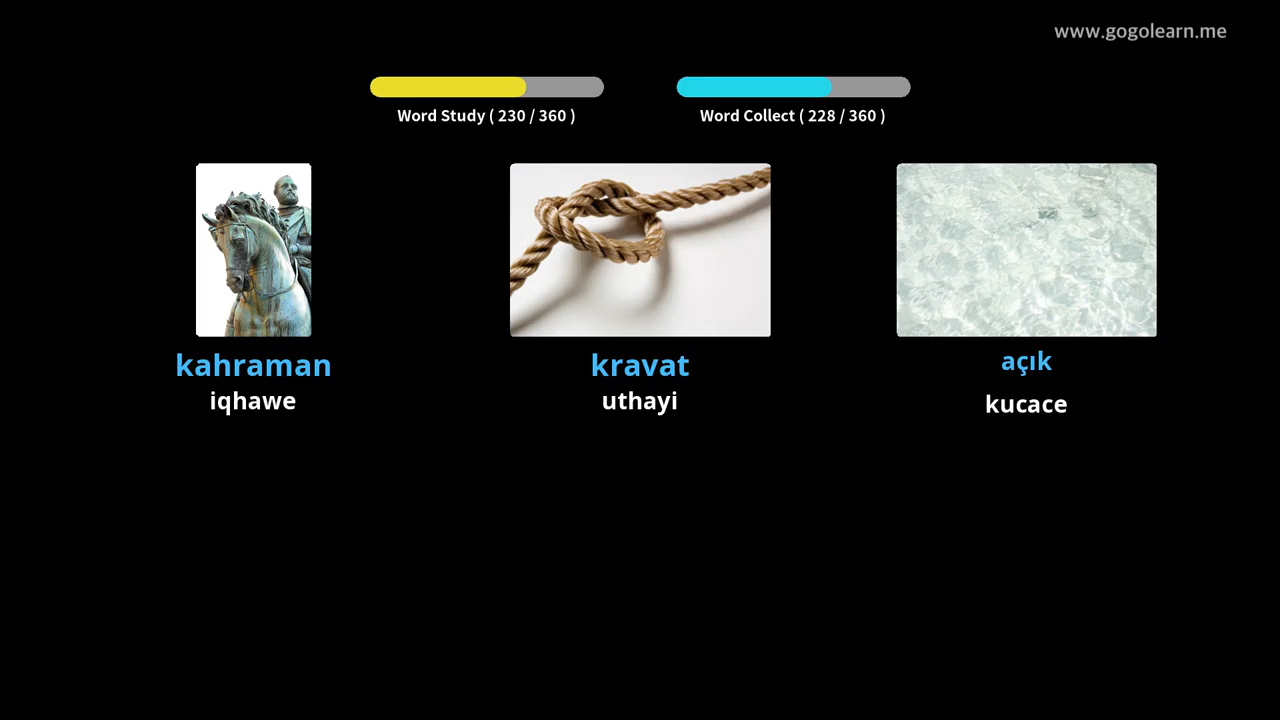 www.gogolearn.me
Word Study ( 230 / 360 )
Word Collect ( 228 / 360 )
kahraman
iqhawe
kravat
uthayi
açık
kucace